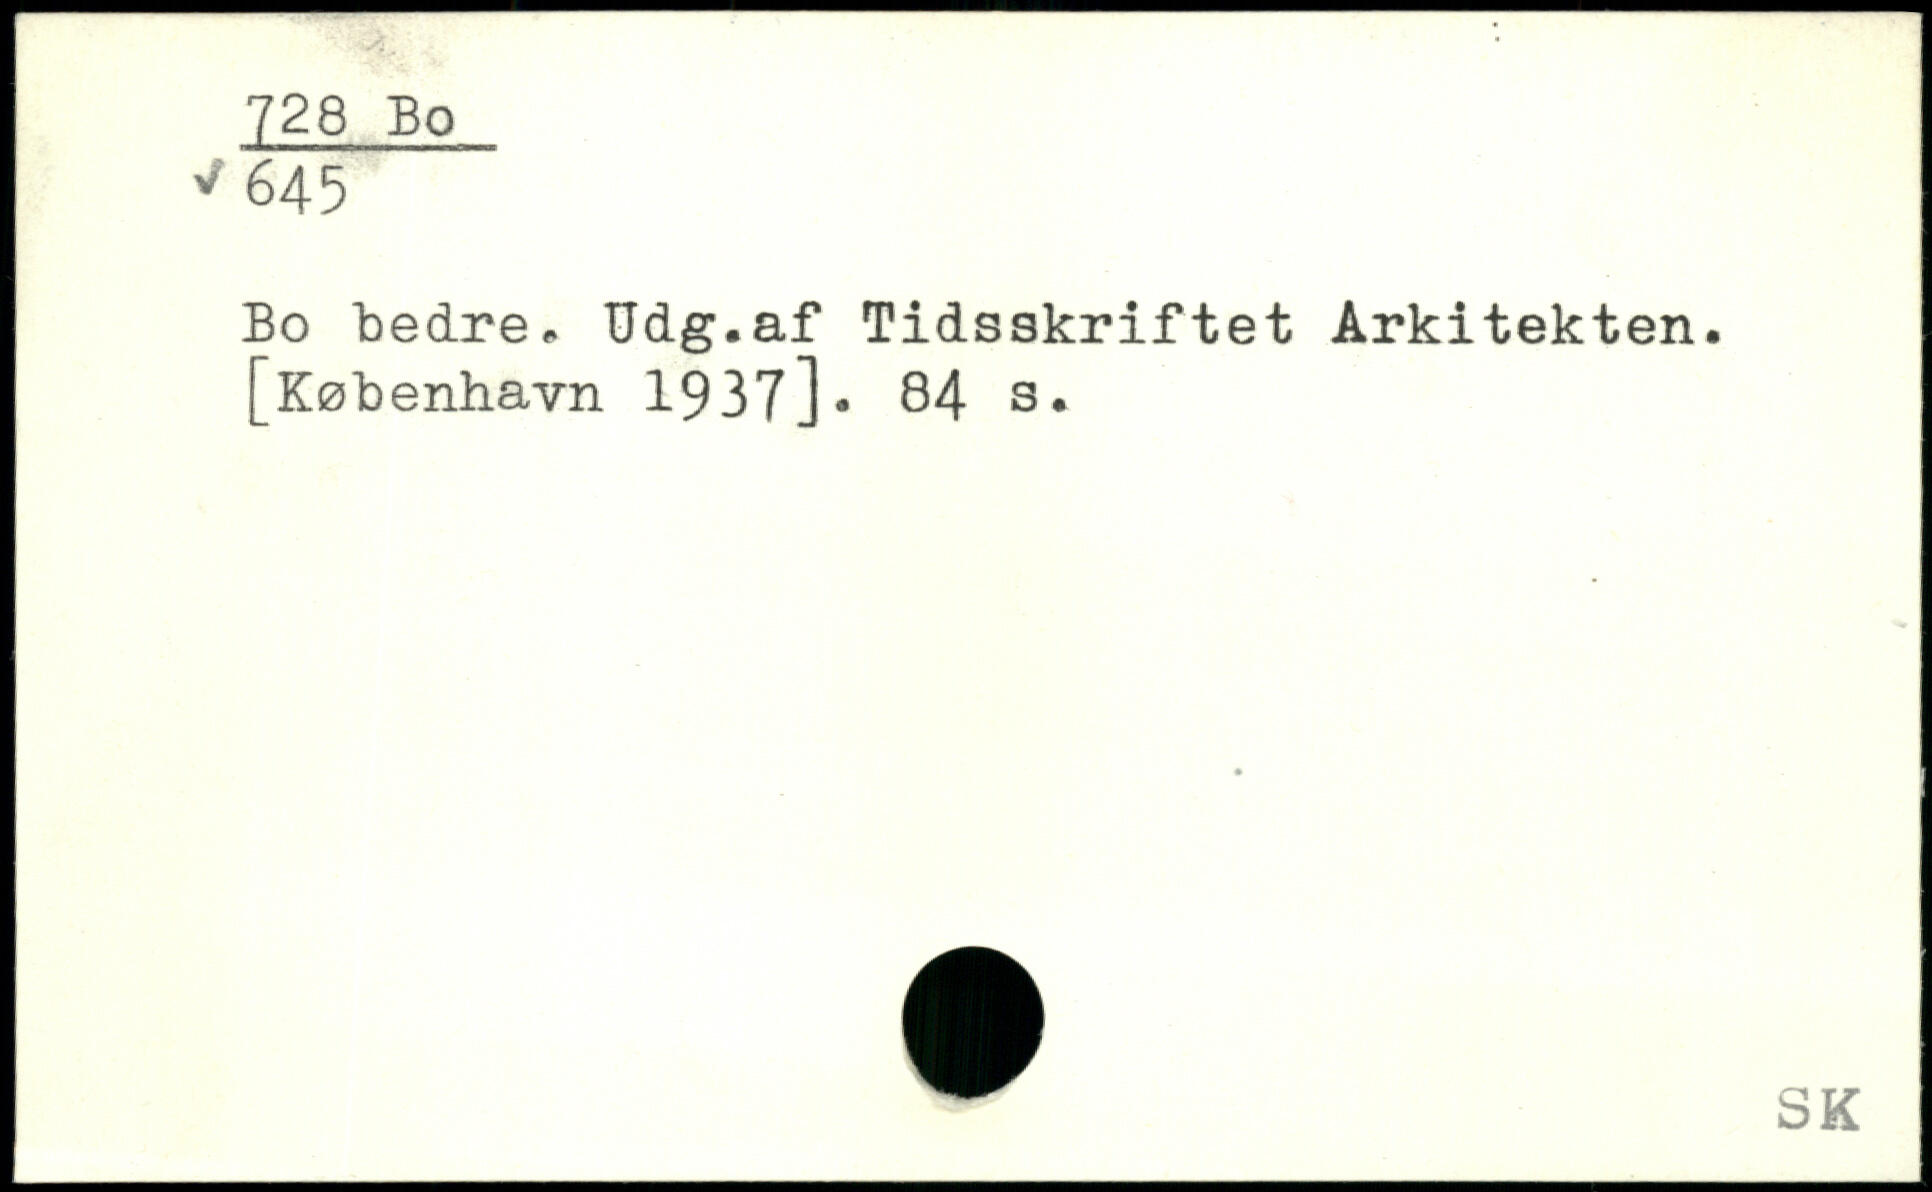 728 Bo
✓ 645
Bo bedre. Udg.af Tidsskriftet Arkitekten.
[København 1937]. 84 s.
SK